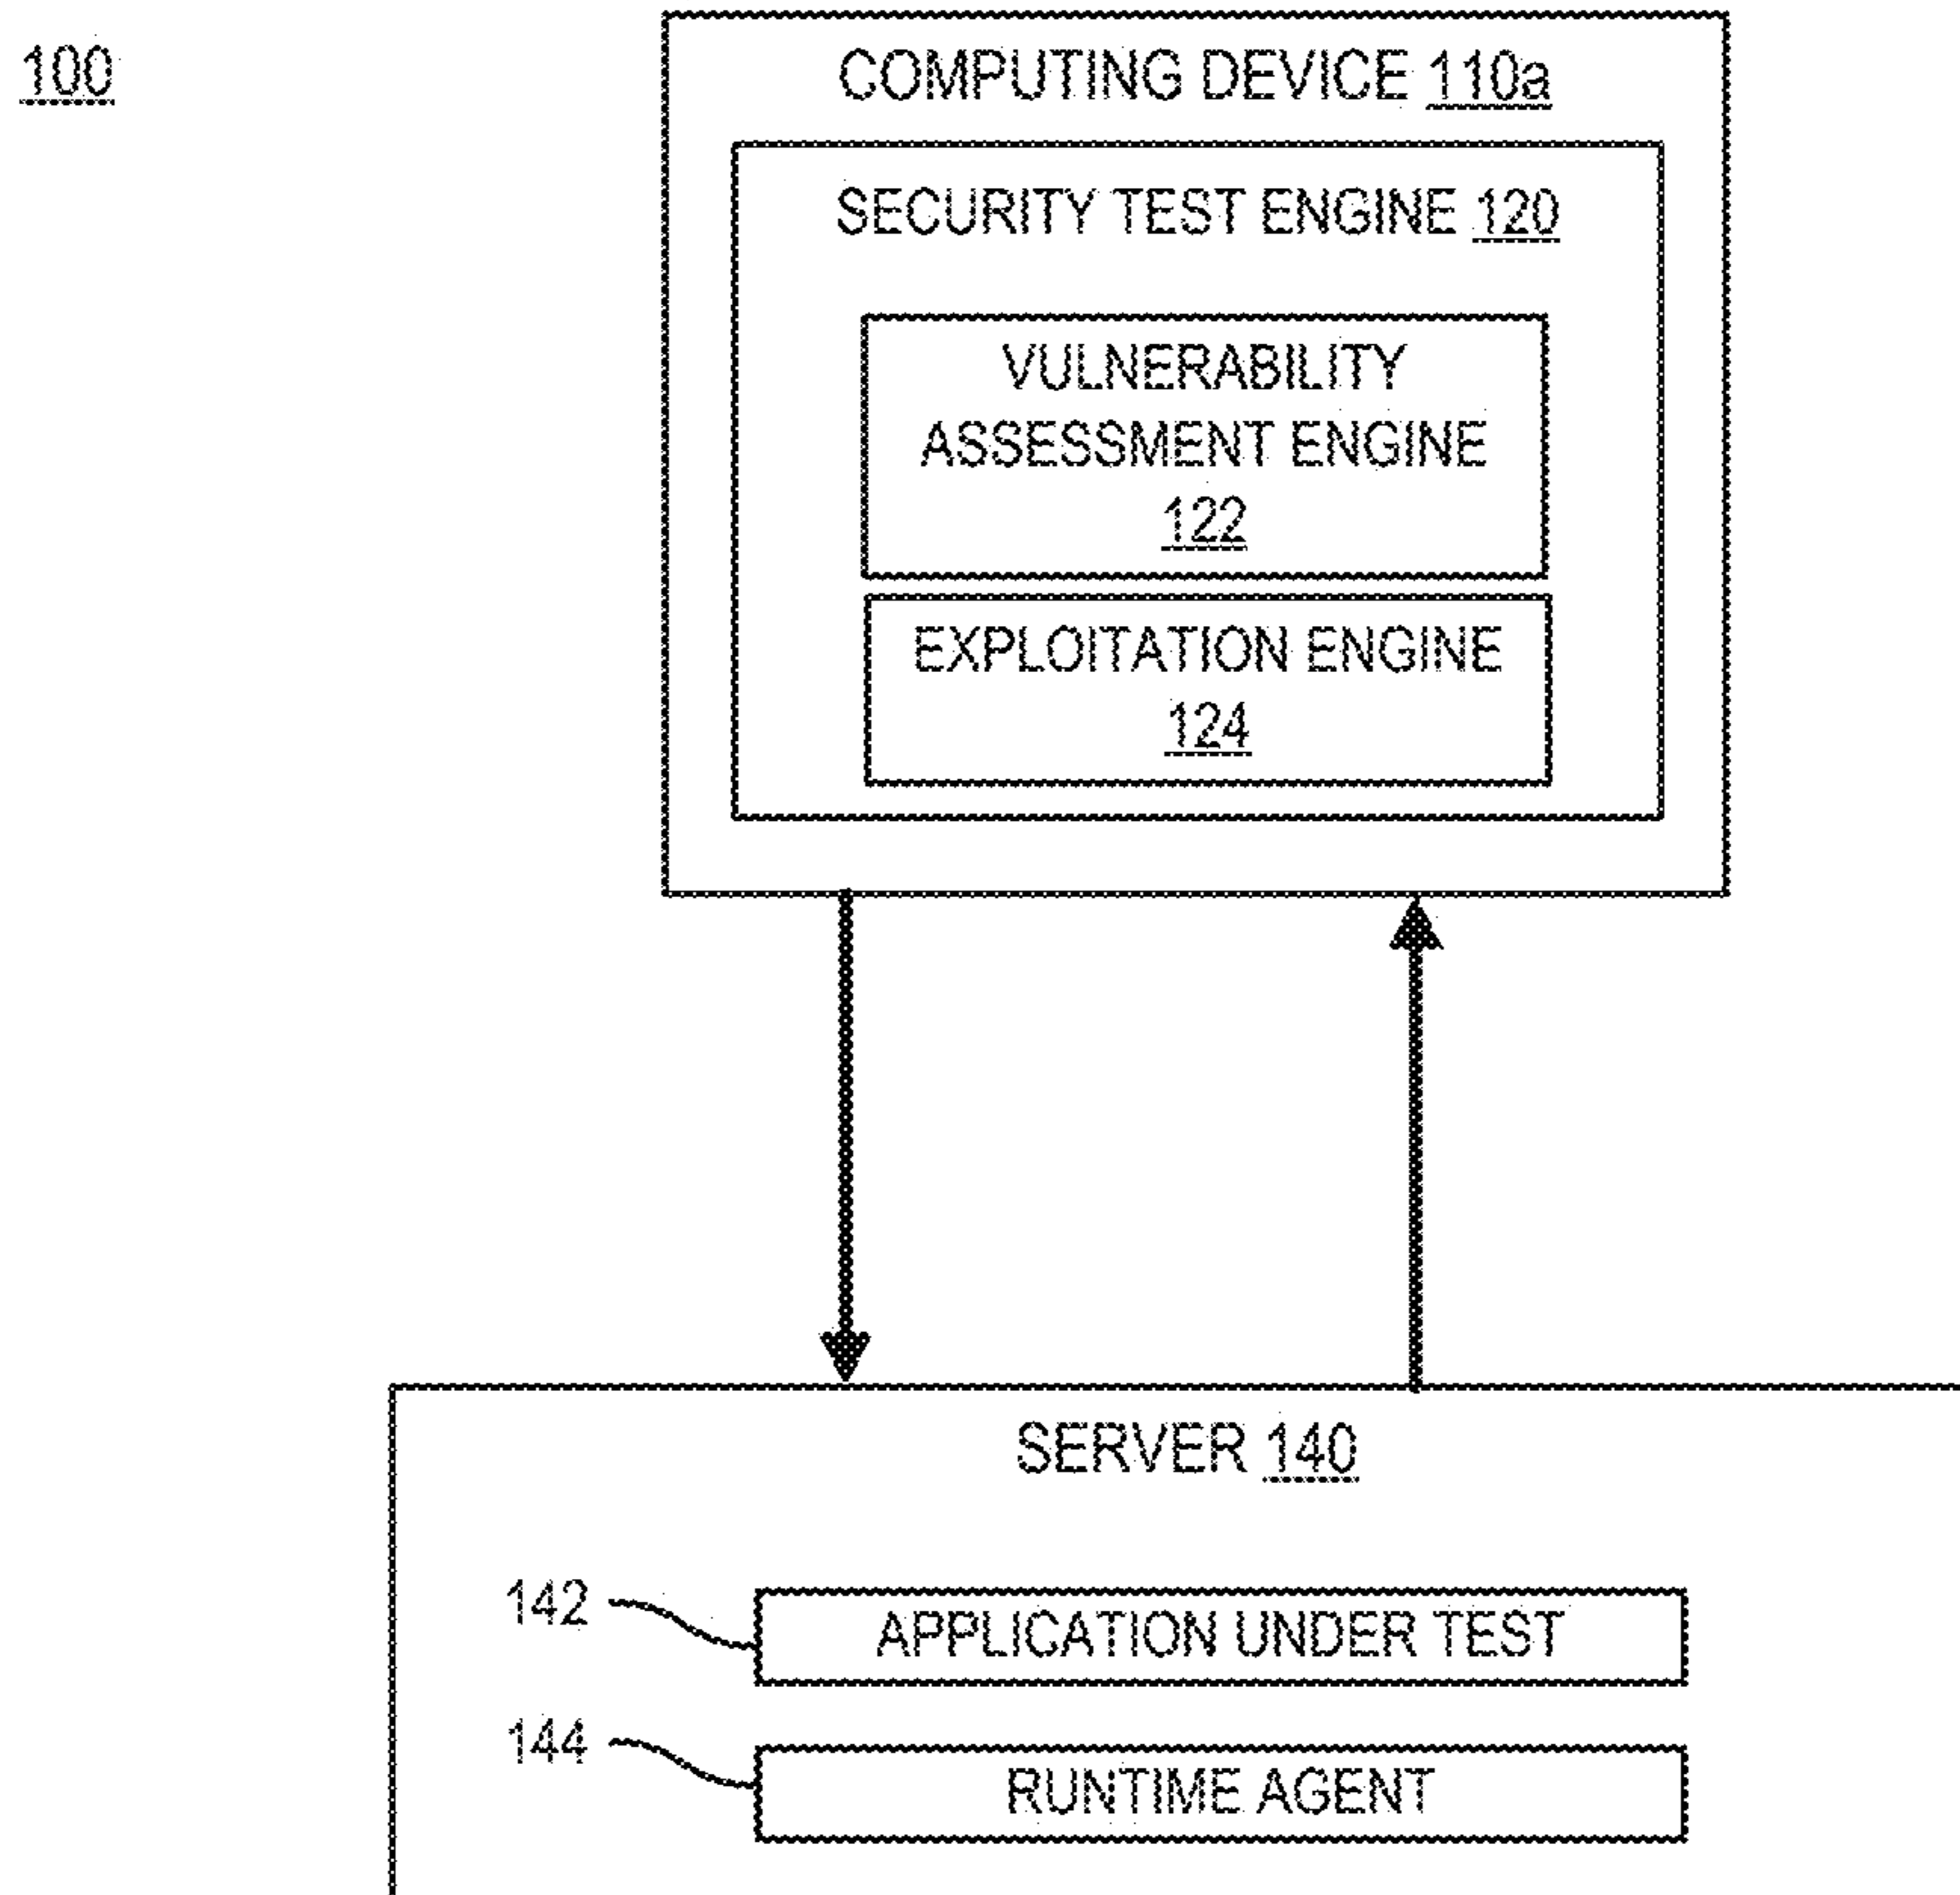 100
COMPUTING DEVICE 110a
SECURITY TEST ENGINE 120
VULNERABILITY
ASSESSMENT ENGINE
122
EXPLOITATION ENGINE
124
SERVER 140
142
APPLICATION UNDER TEST
144
RUNTIME AGENT